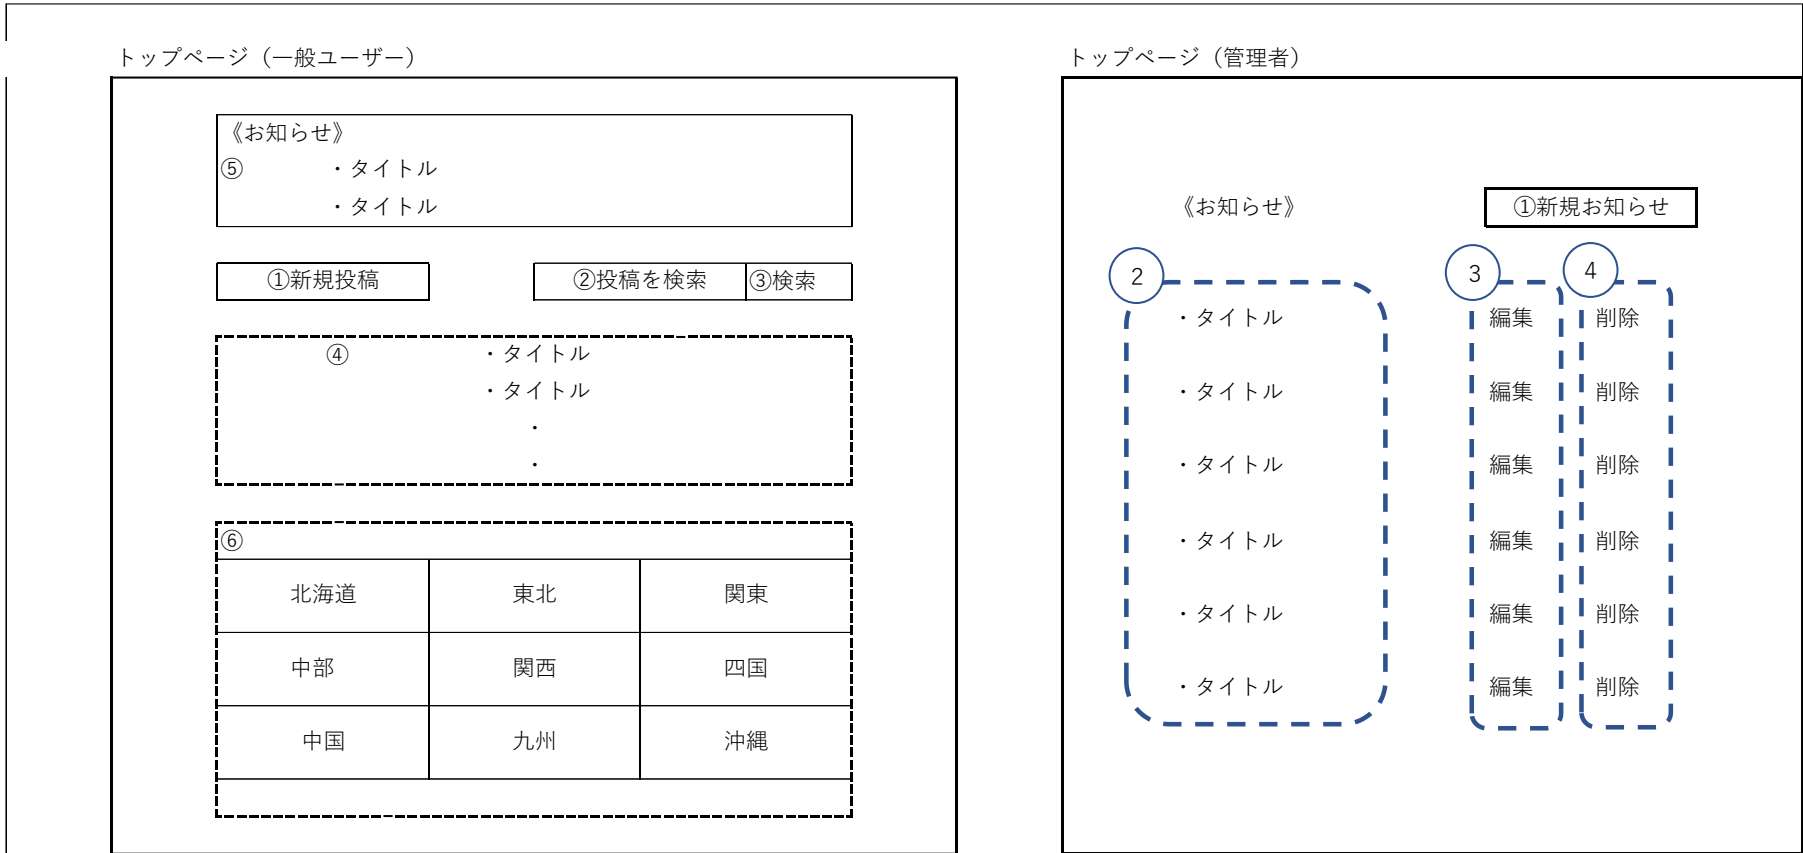 トップページ（一般ユーザー）
《お知らせ》
⑤ ・タイトル
・タイトル
①新規投稿 ②投稿を検索 ③検索
④ ・タイトル
・タイトル
・
・
⑥
北海道 東北 関東
中部 関西 四国
中国 九州 沖縄
トップページ（管理者）
《お知らせ》 ①新規お知らせ
2 3 4
・タイトル 編集 削除
・タイトル 編集 削除
・タイトル 編集 削除
・タイトル 編集 削除
・タイトル 編集 削除
・タイトル 編集 削除